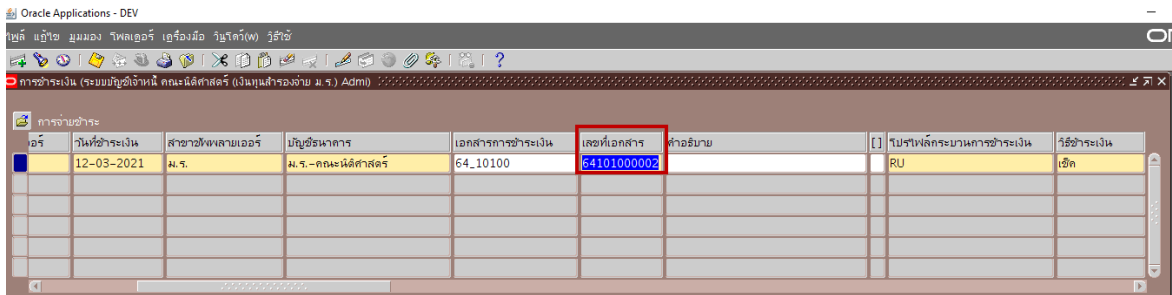 Oracle Applications - DEV
ไฟล์ แก้ไข มุมมอง โฟลเดอร์ เครื่องมือ วินโดว์(w) วิธีใช้
การชำระเงิน (ระบบบัญชีเจ้าหนี้ คณะนิติศาสตร์ (เงินทุนสำรองจ่าย ม.ร.) Admi)
การจ่ายชำระ
อร์ วันที่ชำระเงิน สาขาซัพพลายเออร์ บัญชีธนาคาร เอกสารการชำระเงิน เลขที่เอกสาร คำอธิบาย [ ] โปรไฟล์กระบวนการชำระเงิน วิธีชำระเงิน
12-03-2021 ม.ร. ม.ร.-คณะนิติศาสตร์ 64_10100 64101000002 RU เช็ค